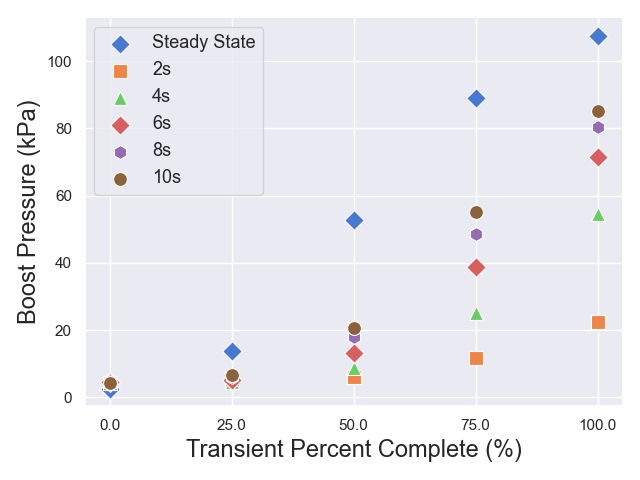 Steady State
2s
4s
6s
8s
10s
Boost Pressure (kPa)
100
80
60
40
20
0
0.0 25.0 50.0 75.0 100.0
Transient Percent Complete (%)